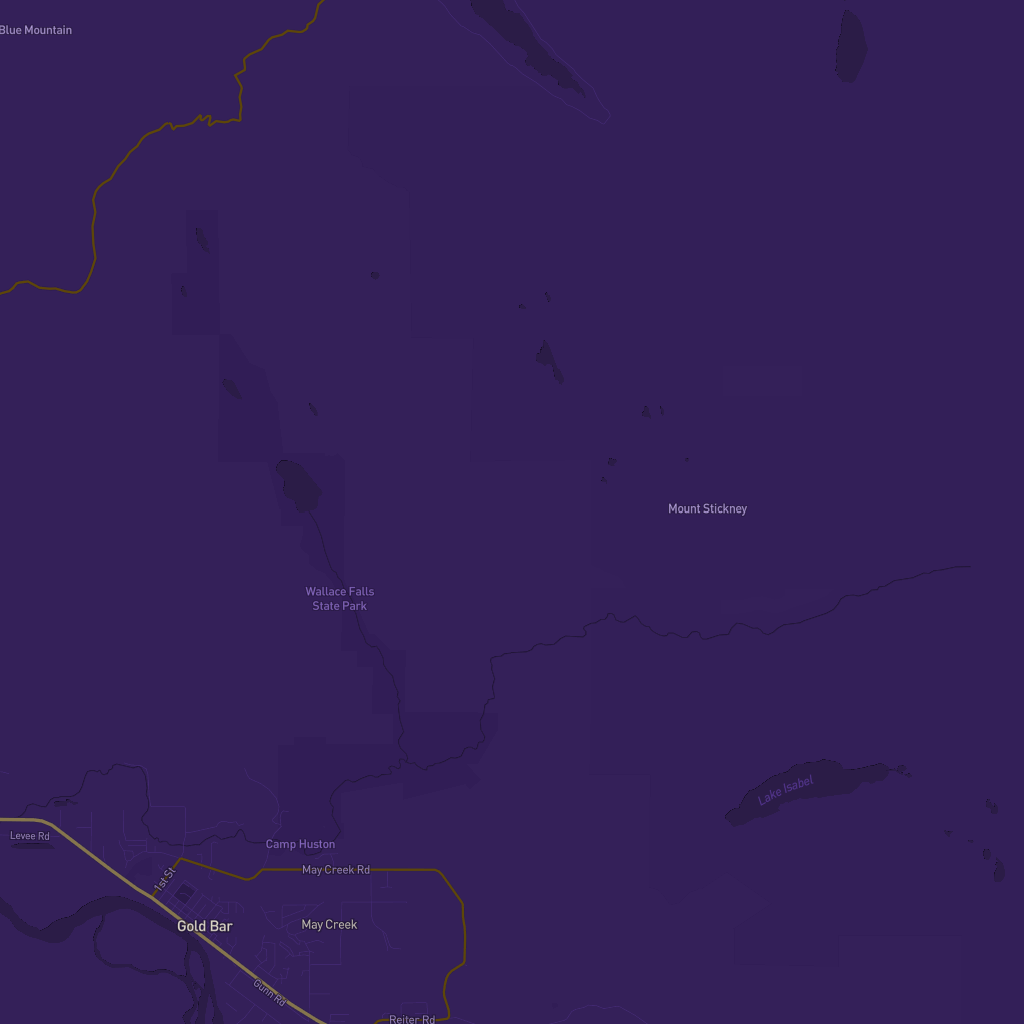 Blue Mountain
Mount Stickney
Wallace Falls
State Park
Lake Isabel
Levee Rd
Camp Huston
May Creek Rd
1st St
Gold Bar
May Creek
Gunn Rd
Reiter Rd